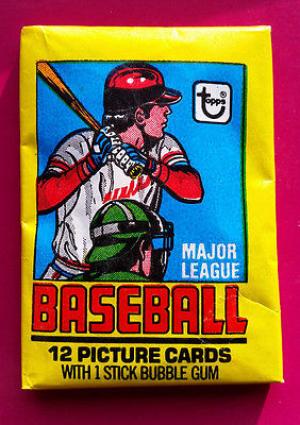 topps®
MAJOR
LEAGUE
BASEBALL
12 PICTURE CARDS
WITH 1 STICK BUBBLE GUM